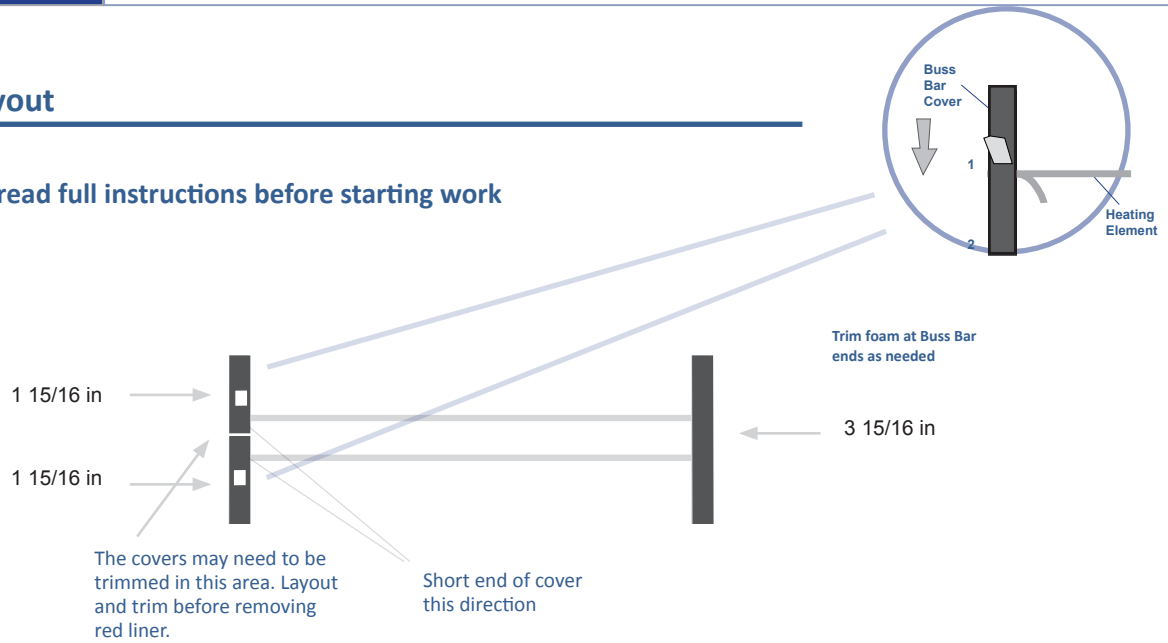 Buss
Bar
Cover
1
2
Heating
Element
read full instructions before starting work
Trim foam at Buss Bar
ends as needed
1 15/16 in
3 15/16 in
1 15/16 in
The covers may need to be
trimmed in this area. Layout
and trim before removing
red liner.
Short end of cover
this direction